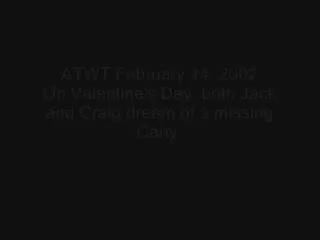 ATWT February 14, 2002
On Valentine's Day, both Jack
and Craig dream of a missing
Carly